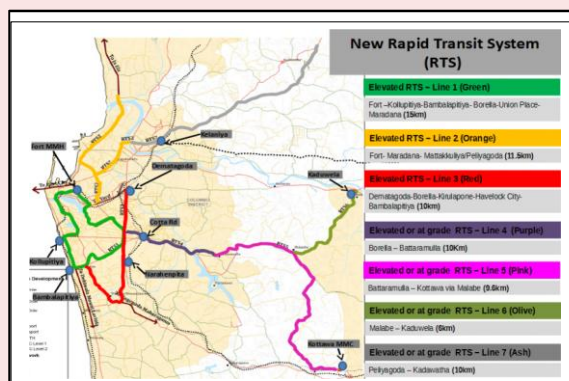 New Rapid Transit System
(RTS)
Elevated RTS – Line 1 (Green)
Fort –Kollupitiya-Bambalapitiya- Borella-Union Place-
Maradana (15km)
Elevated RTS – Line 2 (Orange)
Fort- Maradana- Mattakkuliya/Peliyagoda (11.5km)
Elevated RTS – Line 3 (Red)
Dematagoda-Borella-Kirulapone-Havelock City-
Bambalapitiya (10km)
Elevated or at grade RTS – Line 4 (Purple)
Borella – Battaramulla (10Km)
Elevated or at grade RTS – Line 5 (Pink)
Battaramulla – Kottawa via Malabe (9.6km)
Elevated or at grade RTS – Line 6 (Olive)
Malabe – Kaduwela (6km)
Elevated or at grade RTS – Line 7 (Ash)
Peliyagoda – Kadawatha (10km)
Kelaniya
Fort MMH
Dematagoda
Kaduwela
Cotta Rd
Kollupitiya
Narahenpita
Bambalapitiya
Kottawa MMC